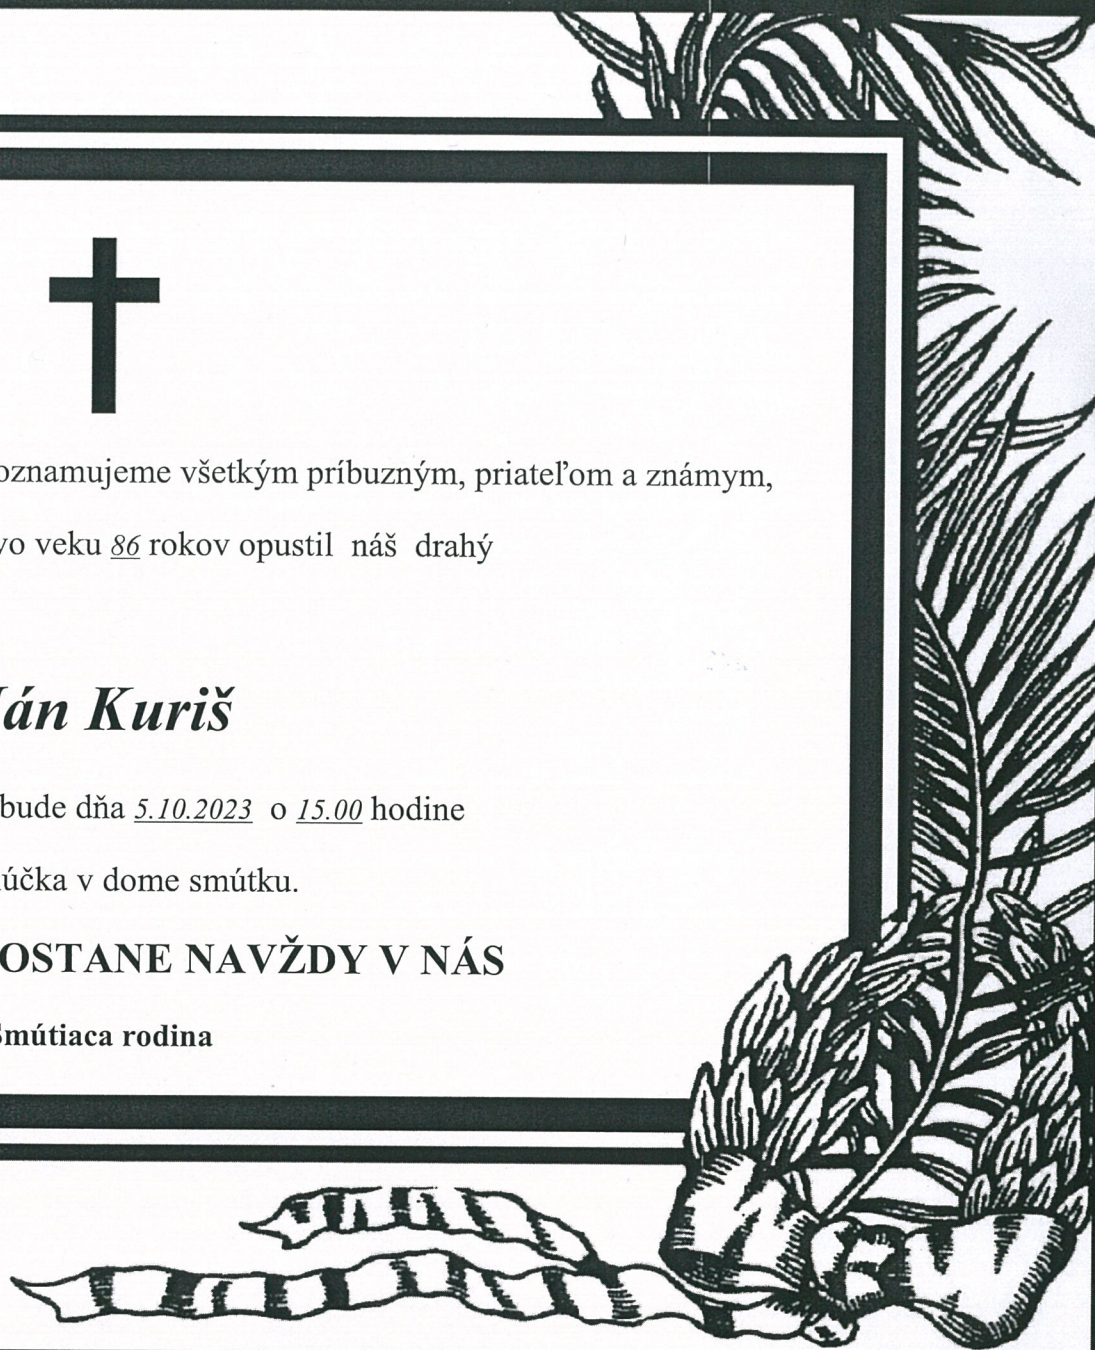 oznamujeme všetkým príbuzným, priateľom a známym,
vo veku 86 rokov opustil náš drahý
Ján Kuriš
bude dňa 5.10.2023 o 15.00 hodine
účka v dome smútku.
OSTANE NAVŽDY V NÁS
Smútiaca rodina